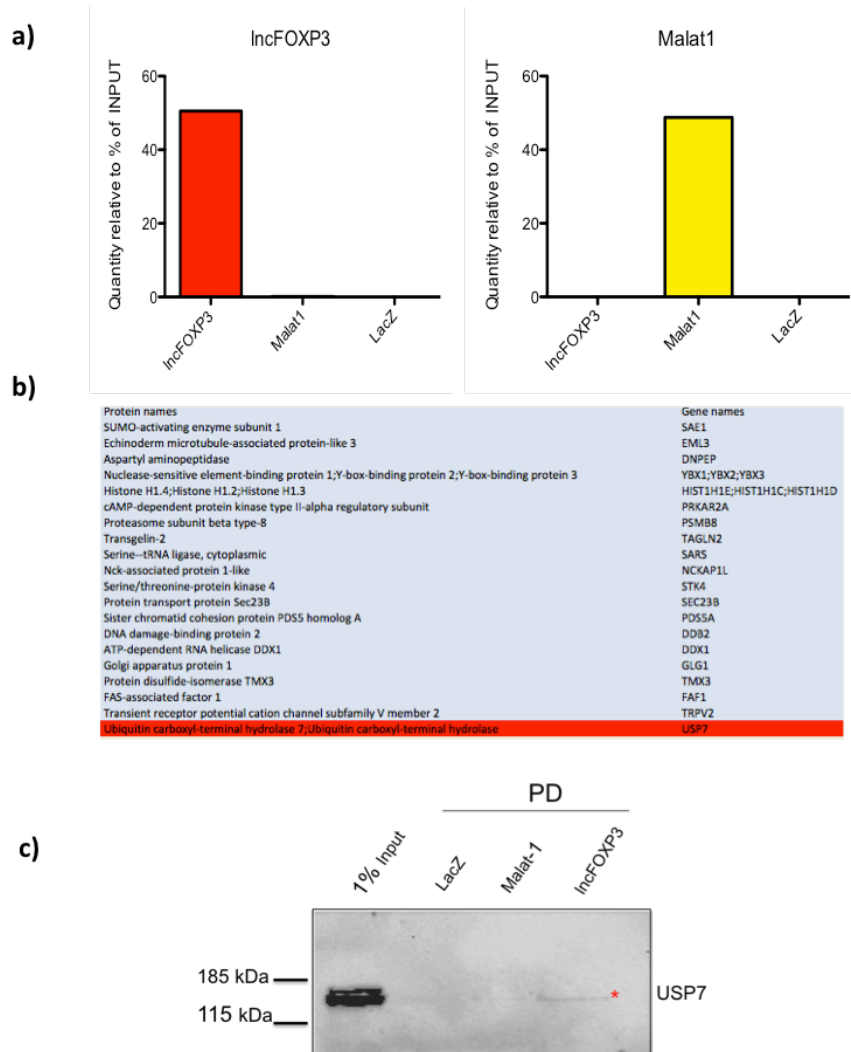 a)
lncFOXP3
Quantity relative to % of INPUT
60
40
20
0
lncFOXP3
Malat1
LacZ
Malat1
Quantity relative to % of INPUT
60
40
20
0
lncFOXP3
Malat1
LacZ
b)
Protein names Gene names
SUMO-activating enzyme subunit 1 SAE1
Echinoderm microtubule-associated protein-like 3 EML3
Aspartyl aminopeptidase DNPEP
Nuclease-sensitive element-binding protein 1;Y-box-binding protein 2;Y-box-binding protein 3 YBX1;YBX2;YBX3
Histone H1.4;Histone H1.2;Histone H1.3 HIST1H1E;HIST1H1C;HIST1H1D
cAMP-dependent protein kinase type II-alpha regulatory subunit PRKAR2A
Proteasome subunit beta type-8 PSMB8
Transgelin-2 TAGLN2
Serine--tRNA ligase, cytoplasmic SARS
Nck-associated protein 1-like NCKAP1L
Serine/threonine-protein kinase 4 STK4
Protein transport protein Sec23B SEC23B
Sister chromatid cohesion protein PDS5 homolog A PDS5A
DNA damage-binding protein 2 DDB2
ATP-dependent RNA helicase DDX1 DDX1
Golgi apparatus protein 1 GLG1
Protein disulfide-isomerase TMX3 TMX3
FAS-associated factor 1 FAF1
Transient receptor potential cation channel subfamily V member 2 TRPV2
Ubiquitin carboxyl-terminal hydrolase 7;Ubiquitin carboxyl-terminal hydrolase USP7
c)
PD
1% Input
LacZ
Malat-1
lncFOXP3
185 kDa
115 kDa
*
USP7